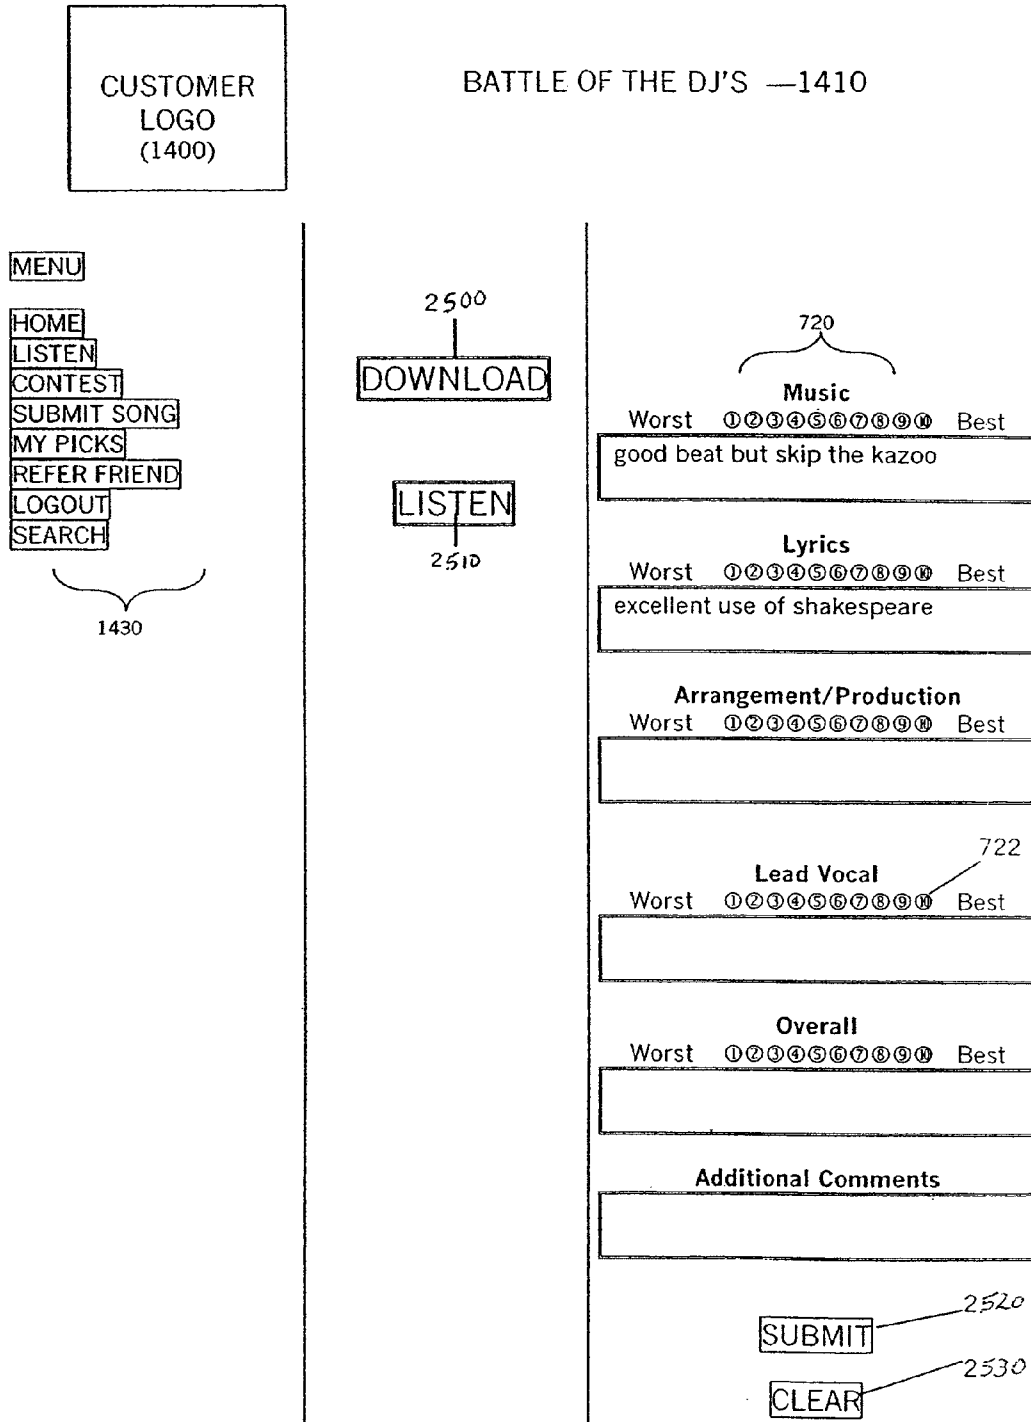 CUSTOMER
LOGO
(1400)
BATTLE OF THE DJ'S —1410
MENU
HOME
LISTEN
CONTEST
SUBMIT SONG
MY PICKS
REFER FRIEND
LOGOUT
SEARCH
1430
2500
DOWNLOAD
LISTEN
2510
720
Music
Worst ①②③④⑤⑥⑦⑧⑨⑩ Best
good beat but skip the kazoo
Lyrics
Worst ①②③④⑤⑥⑦⑧⑨⑩ Best
excellent use of shakespeare
Arrangement/Production
Worst ①②③④⑤⑥⑦⑧⑨⑩ Best
722
Lead Vocal
Worst ①②③④⑤⑥⑦⑧⑨⑩ Best
Overall
Worst ①②③④⑤⑥⑦⑧⑨⑩ Best
Additional Comments
2520
SUBMIT
2530
CLEAR